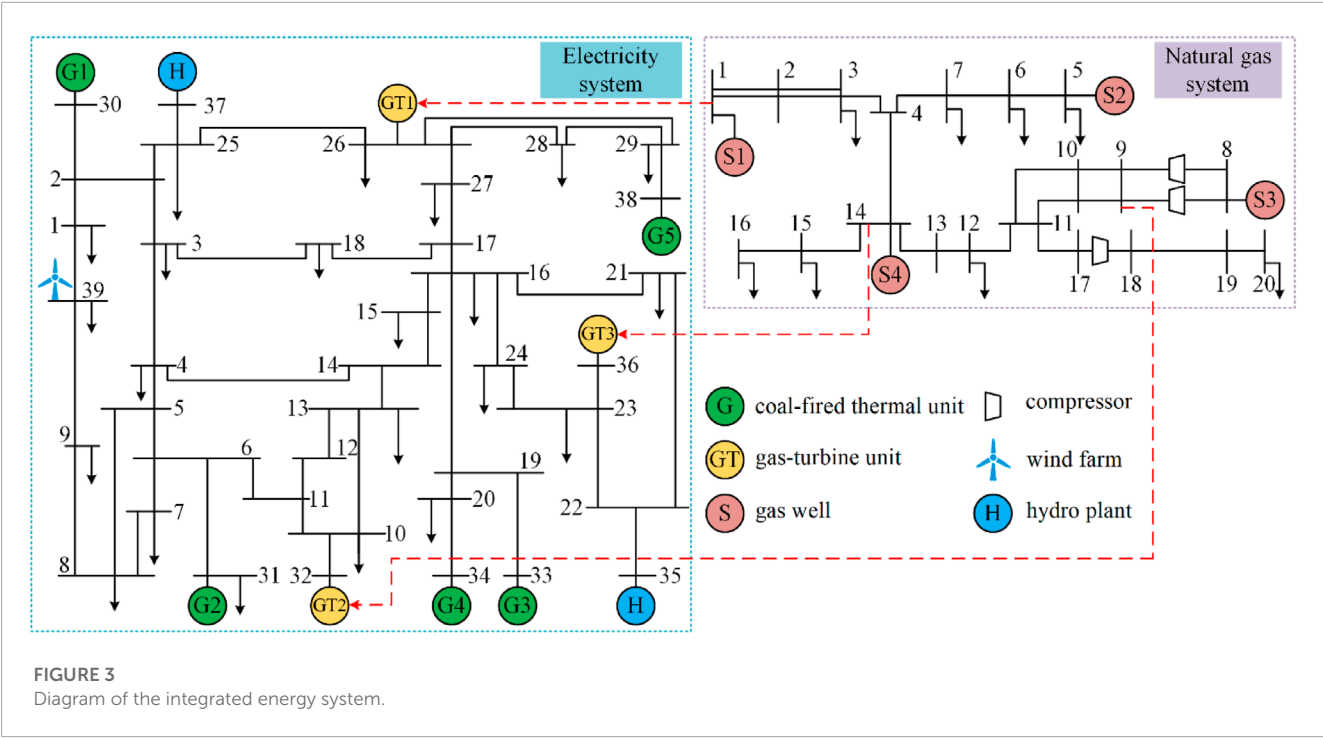 Electricity
system
Natural gas
system
G1
H
30
37
GT1
25
26
28
29
2
27
38
1
G5
3
18
17
39
16
21
15
GT3
4
14
24
36
5
13
23
9
6
12
19
11
7
20
22
10
8
31
32
34
33
35
G2
GT2
G4
G3
H
1
2
3
7
6
5
S2
4
S1
10
9
8
S3
14
16
15
13
12
11
S4
17
18
19
20
G coal-fired thermal unit
compressor
GT gas-turbine unit
wind farm
S gas well
H hydro plant
FIGURE 3
Diagram of the integrated energy system.